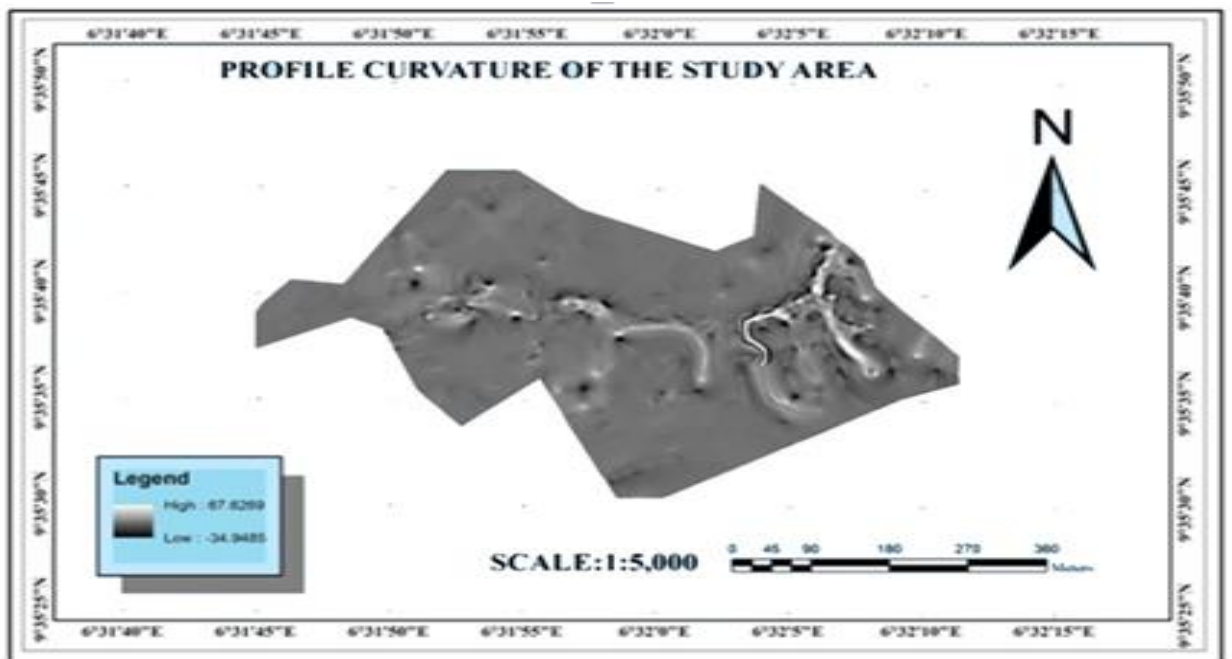 6°31'40"E 6°31'45"E 6°31'50"E 6°31'55"E 6°32'0"E 6°32'5"E 6°32'10"E 6°32'15"E
PROFILE CURVATURE OF THE STUDY AREA
N
Legend
High : 67.6269
Low : -34.9485
SCALE:1:5,000
0 45 90 180 270 360
Meters
6°31'40"E 6°31'45"E 6°31'50"E 6°31'55"E 6°32'0"E 6°32'5"E 6°32'10"E 6°32'15"E